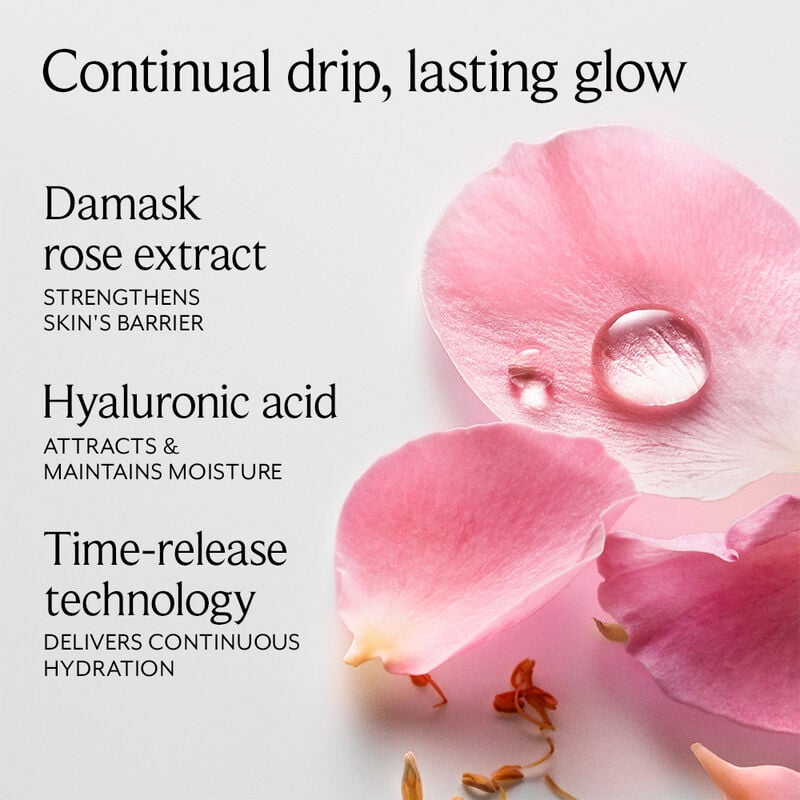 Continual drip, lasting glow
Damask
rose extract
STRENGTHENS
SKIN'S BARRIER
Hyaluronic acid
ATTRACTS &
MAINTAINS MOISTURE
Time-release
technology
DELIVERS CONTINUOUS
HYDRATION